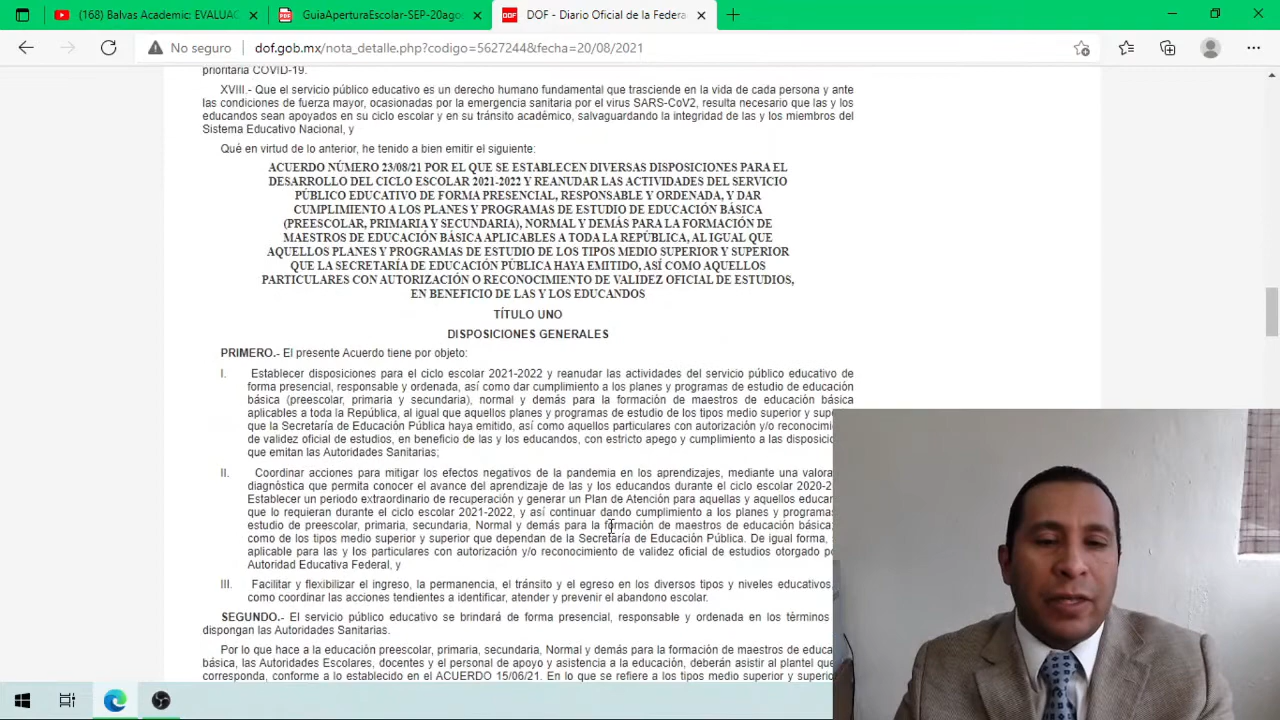 (168) Balvas Academic: EVALUAC
GuiaAperturaEscolar-SEP-20agos
DOF - Diario Oficial de la Federa
No seguro
dof.gob.mx/nota_detalle.php?codigo=5627244&fecha=20/08/2021
prioritaria COVID-19.
XVIII.- Que el servicio público educativo es un derecho humano fundamental que trasciende en la vida de cada persona y ante
las condiciones de fuerza mayor, ocasionadas por la emergencia sanitaria por el virus SARS-CoV2, resulta necesario que las y los
educandos sean apoyados en su ciclo escolar y en su tránsito académico, salvaguardando la integridad de las y los miembros del
Sistema Educativo Nacional, y
Qué en virtud de lo anterior, he tenido a bien emitir el siguiente:
ACUERDO NÚMERO 23/08/21 POR EL QUE SE ESTABLECEN DIVERSAS DISPOSICIONES PARA EL
DESARROLLO DEL CICLO ESCOLAR 2021-2022 Y REANUDAR LAS ACTIVIDADES DEL SERVICIO
PÚBLICO EDUCATIVO DE FORMA PRESENCIAL, RESPONSABLE Y ORDENADA, Y DAR
CUMPLIMIENTO A LOS PLANES Y PROGRAMAS DE ESTUDIO DE EDUCACIÓN BÁSICA
(PREESCOLAR, PRIMARIA Y SECUNDARIA), NORMAL Y DEMÁS PARA LA FORMACIÓN DE
MAESTROS DE EDUCACIÓN BÁSICA APLICABLES A TODA LA REPÚBLICA, AL IGUAL QUE
AQUELLOS PLANES Y PROGRAMAS DE ESTUDIO DE LOS TIPOS MEDIO SUPERIOR Y SUPERIOR
QUE LA SECRETARÍA DE EDUCACIÓN PÚBLICA HAYA EMITIDO, ASÍ COMO AQUELLOS
PARTICULARES CON AUTORIZACIÓN O RECONOCIMIENTO DE VALIDEZ OFICIAL DE ESTUDIOS,
EN BENEFICIO DE LAS Y LOS EDUCANDOS
TÍTULO UNO
DISPOSICIONES GENERALES
PRIMERO.- El presente Acuerdo tiene por objeto:
I. Establecer disposiciones para el ciclo escolar 2021-2022 y reanudar las actividades del servicio público educativo de
forma presencial, responsable y ordenada, así como dar cumplimiento a los planes y programas de estudio de educación
básica (preescolar, primaria y secundaria), normal y demás para la formación de maestros de educación básica
aplicables a toda la República, al igual que aquellos planes y programas de estudio de los tipos medio superior y supe
que la Secretaría de Educación Pública haya emitido, así como aquellos particulares con autorización y/o reconocimie
de validez oficial de estudios, en beneficio de las y los educandos, con estricto apego y cumplimiento a las disposicio
que emitan las Autoridades Sanitarias;
II. Coordinar acciones para mitigar los efectos negativos de la pandemia en los aprendizajes, mediante una valora
diagnóstica que permita conocer el avance del aprendizaje de las y los educandos durante el ciclo escolar 2020-2
Establecer un periodo extraordinario de recuperación y generar un Plan de Atención para aquellas y aquellos educan
que lo requieran durante el ciclo escolar 2021-2022, y así continuar dando cumplimiento a los planes y programas
estudio de preescolar, primaria, secundaria, Normal y demás para la formación de maestros de educación básica;
como de los tipos medio superior y superior que dependan de la Secretaría de Educación Pública. De igual forma,
aplicable para las y los particulares con autorización y/o reconocimiento de validez oficial de estudios otorgado po
Autoridad Educativa Federal, y
III. Facilitar y flexibilizar el ingreso, la permanencia, el tránsito y el egreso en los diversos tipos y niveles educativos,
como coordinar las acciones tendientes a identificar, atender y prevenir el abandono escolar.
SEGUNDO.- El servicio público educativo se brindará de forma presencial, responsable y ordenada en los términos
dispongan las Autoridades Sanitarias.
Por lo que hace a la educación preescolar, primaria, secundaria, Normal y demás para la formación de maestros de educa
básica, las Autoridades Escolares, docentes y el personal de apoyo y asistencia a la educación, deberán asistir al plantel que
corresponda, conforme a lo establecido en el ACUERDO 15/06/21. En lo que se refiere a los tipos medio superior y superio